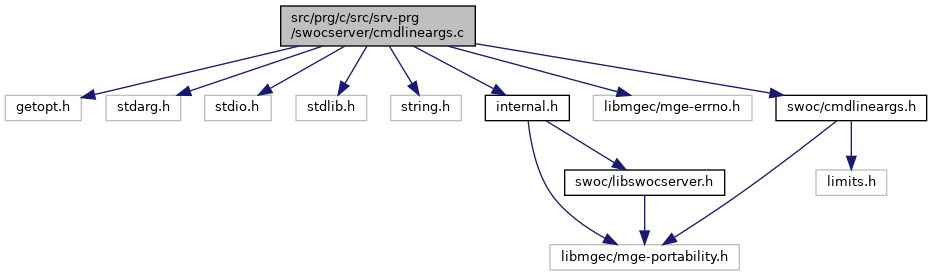 src/prg/c/src/srv-prg
/swocserver/cmdlineargs.c
getopt.h
stdarg.h
stdio.h
stdlib.h
string.h
internal.h
libmgec/mge-errno.h
swoc/cmdlineargs.h
swoc/libswocserver.h
limits.h
libmgec/mge-portability.h